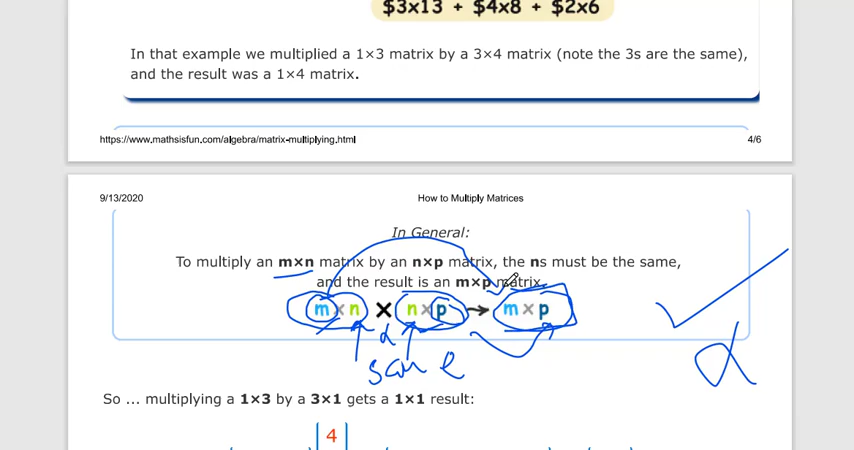 $3x13 + $4x8 + $2x6
In that example we multiplied a 1×3 matrix by a 3×4 matrix (note the 3s are the same),
and the result was a 1×4 matrix.
https://www.mathsisfun.com/algebra/matrix-multiplying.html 4/6
9/13/2020 How to Multiply Matrices
In General:
To multiply an m×n matrix by an n×p matrix, the ns must be the same,
and the result is an m×p matrix.
m×n × n×p → m×p
same
So ... multiplying a 1×3 by a 3×1 gets a 1×1 result:
4